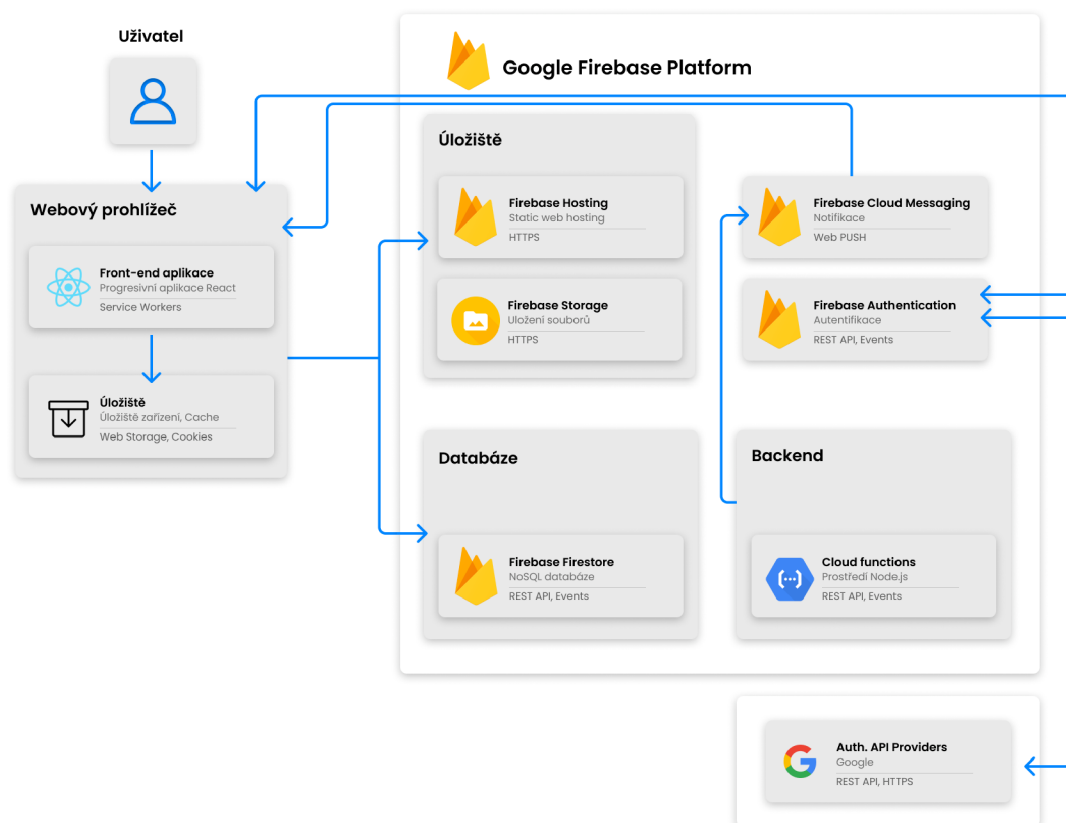 Uživatel
Google Firebase Platform
Webový prohlížeč
Front-end aplikace
Progresivní aplikace React
Service Workers
Úložiště
Úložiště zařízení, Cache
Web Storage, Cookies
Úložiště
Firebase Hosting
Static web hosting
HTTPS
Firebase Storage
Uložení souborů
HTTPS
Firebase Cloud Messaging
Notifikace
Web PUSH
Firebase Authentication
Autentifikace
REST API, Events
Databáze
Firebase Firestore
NoSQL databáze
REST API, Events
Backend
Cloud functions
Prostředí Node.js
REST API, Events
Auth. API Providers
Google
REST API, HTTPS